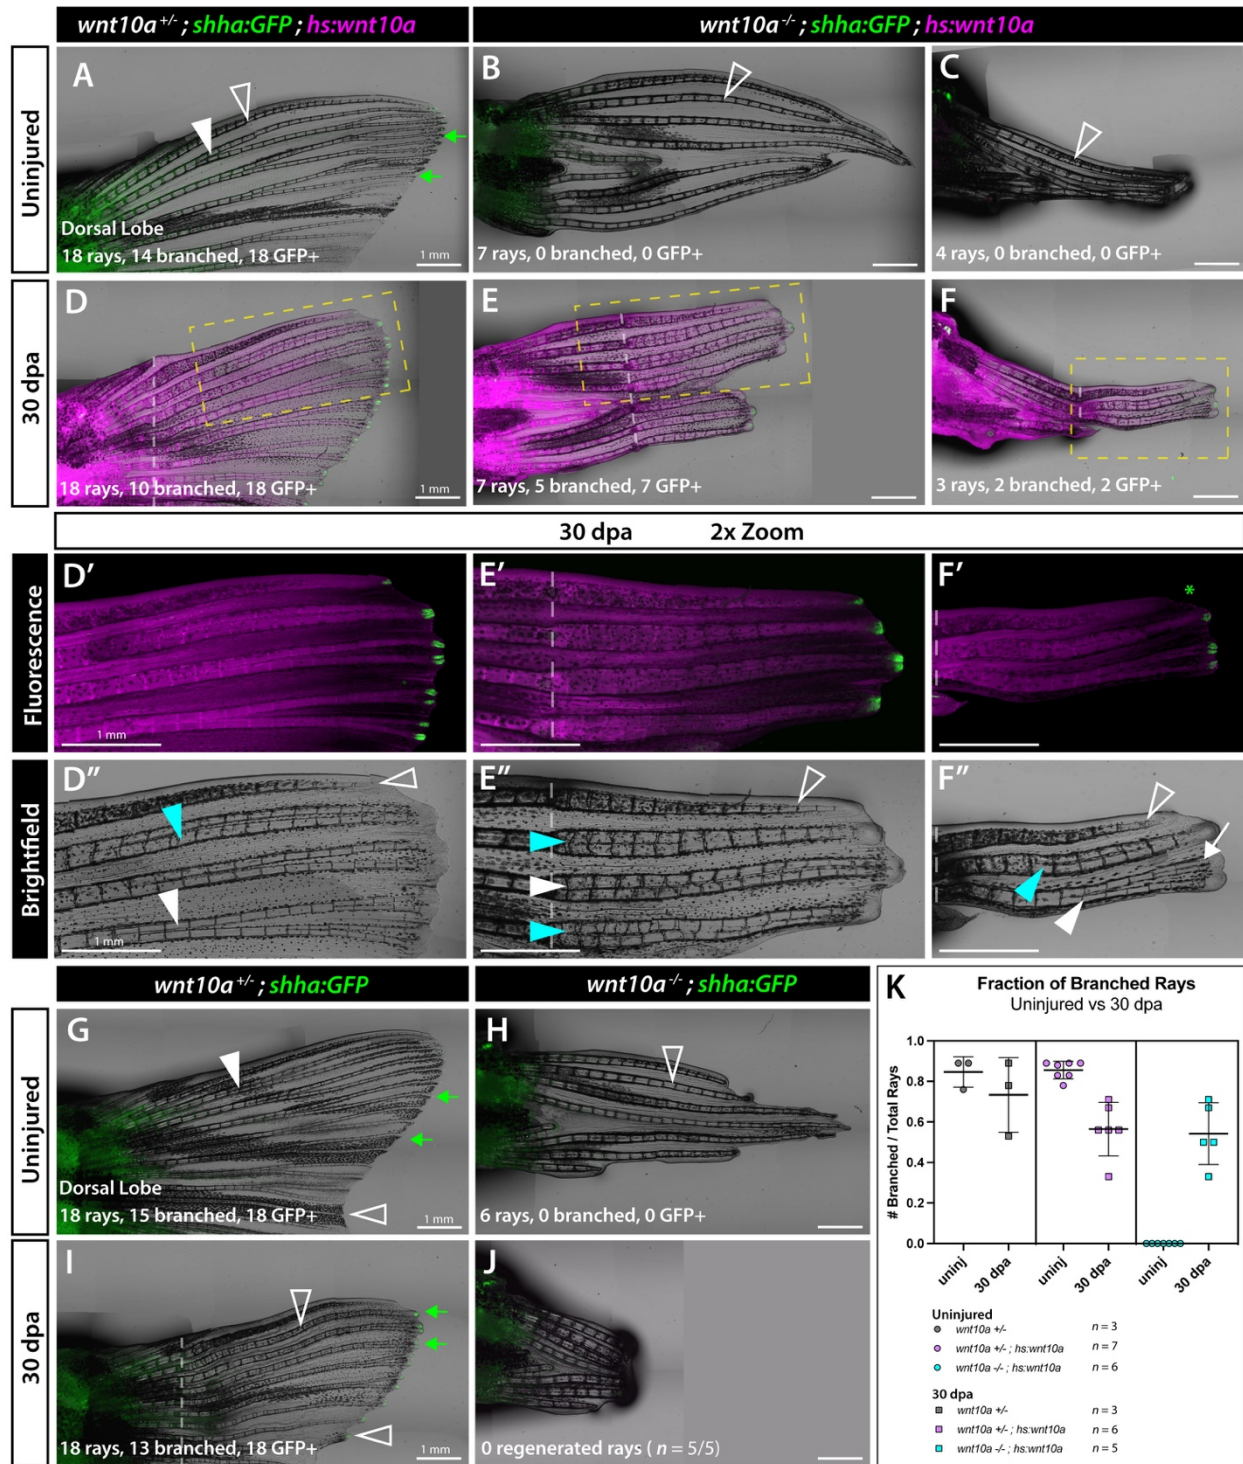 wnt10a+/-; shha:GFP; hs:wnt10a
wnt10a-/-; shha:GFP; hs:wnt10a
Uninjured
A
Dorsal Lobe
18 rays, 14 branched, 18 GFP+
1 mm
B
7 rays, 0 branched, 0 GFP+
C
4 rays, 0 branched, 0 GFP+
30 dpa
D
18 rays, 10 branched, 18 GFP+
1 mm
E
7 rays, 5 branched, 7 GFP+
F
3 rays, 2 branched, 2 GFP+
30 dpa 2x Zoom
Fluorescence
D'
1 mm
E'
F'
*
Brightfield
D"
1 mm
E"
F"
wnt10a+/-; shha:GFP
wnt10a-/-; shha:GFP
Uninjured
G
Dorsal Lobe
18 rays, 15 branched, 18 GFP+
1 mm
H
6 rays, 0 branched, 0 GFP+
30 dpa
I
18 rays, 13 branched, 18 GFP+
1 mm
J
0 regenerated rays ( n = 5/5)
K
Fraction of Branched Rays
Uninjured vs 30 dpa
# Branched / Total Rays
1.0
0.8
0.6
0.4
0.2
0.0
uninj
30 dpa
uninj
30 dpa
uninj
30 dpa
Uninjured
wnt10a +/- n = 3
wnt10a +/- ; hs:wnt10a n = 7
wnt10a -/- ; hs:wnt10a n = 6
30 dpa
wnt10a +/- n = 3
wnt10a +/- ; hs:wnt10a n = 6
wnt10a -/- ; hs:wnt10a n = 5